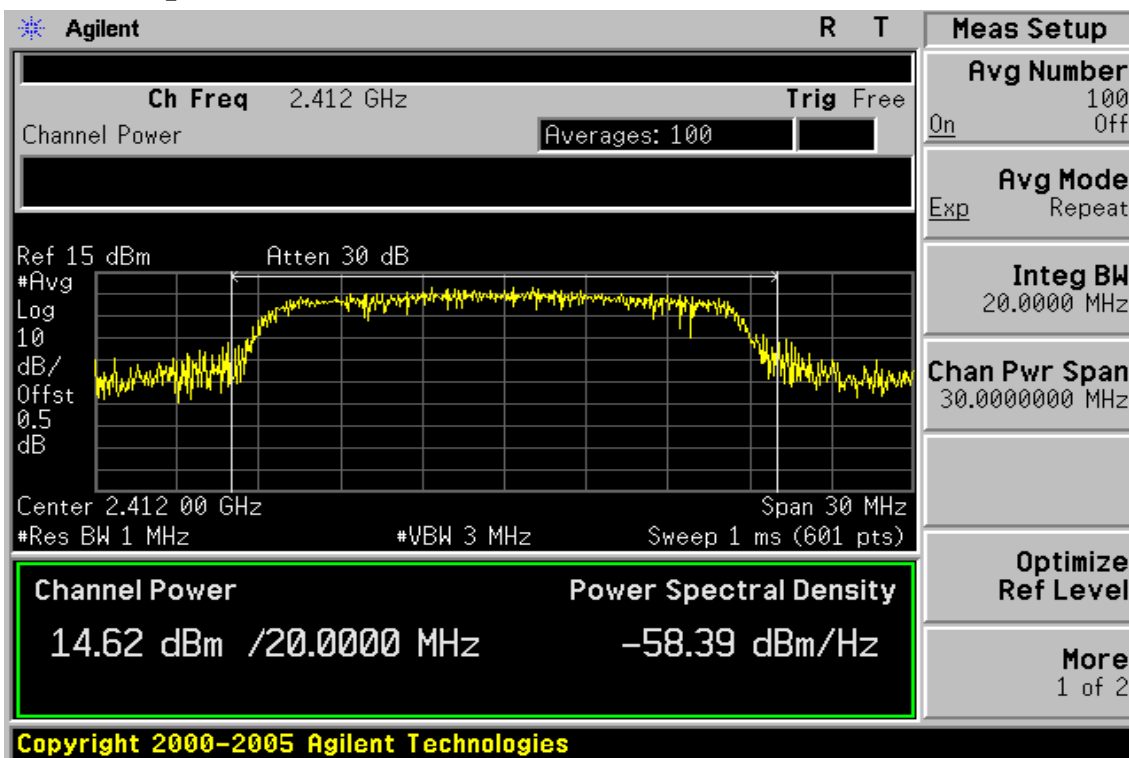 Agilent R T
Ch Freq 2.412 GHz Trig Free
Channel Power Averages: 100
Ref 15 dBm Atten 30 dB
#Avg
Log
10
dB/
Offst
0.5
dB
Center 2.412 00 GHz Span 30 MHz
#Res BW 1 MHz #VBW 3 MHz Sweep 1 ms (601 pts)
Channel Power Power Spectral Density
14.62 dBm /20.0000 MHz -58.39 dBm/Hz
Copyright 2000-2005 Agilent Technologies
Meas Setup
Avg Number
100
On Off
Avg Mode
Exp Repeat
Integ BW
20.0000 MHz
Chan Pwr Span
30.0000000 MHz
Optimize
Ref Level
More
1 of 2